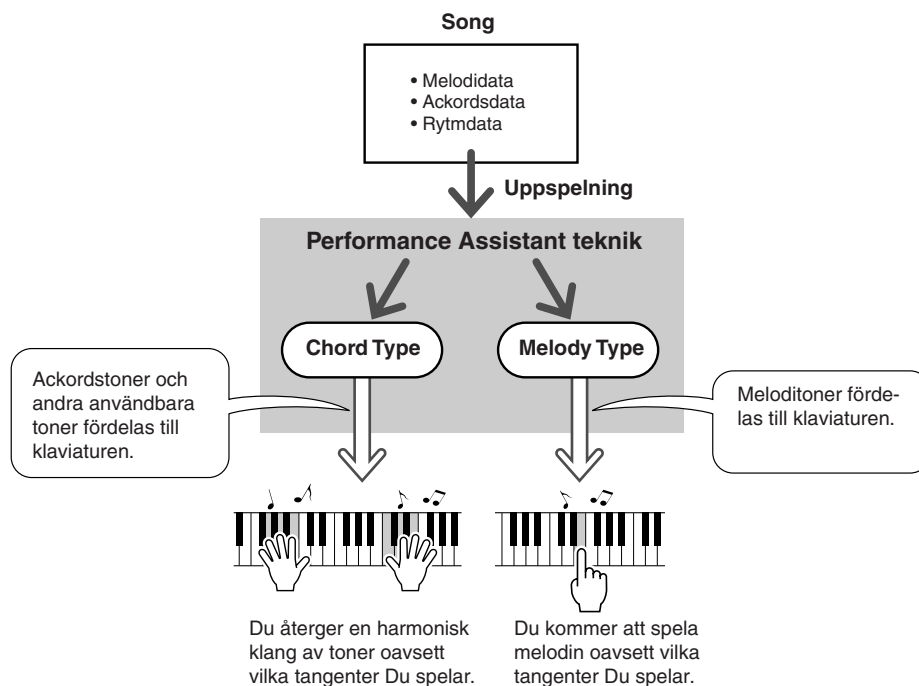 Song
• Melodidata
• Ackordsdata
• Rytmdata
Uppspelning
Performance Assistant teknik
Chord Type
Melody Type
Ackordstoner och
andra användbara
toner fördelas till
klaviaturen.
Meloditoner förde-
las till klaviaturen.
Du återger en harmonisk
klang av toner oavsett
vilka tangenter Du spelar.
Du kommer att spela
melodin oavsett vilka
tangenter Du spelar.